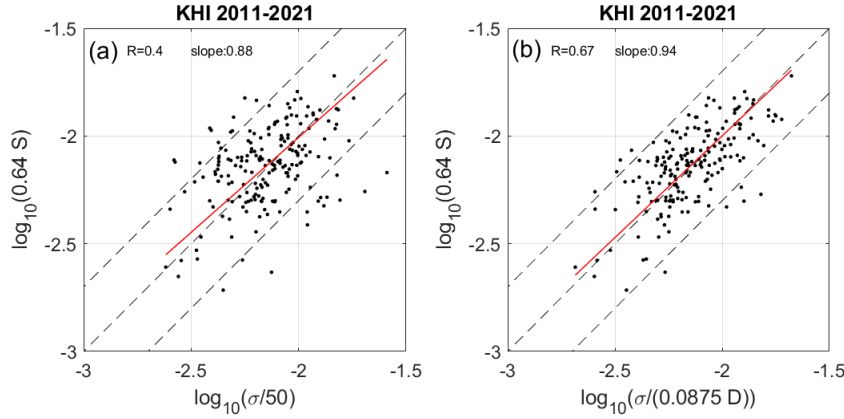 KHI 2011-2021
(a) R=0.4 slope:0.88
-1.5
-2
-2.5
-3
log10(0.64 S)
-3 -2.5 -2 -1.5
log10(σ/50)
KHI 2011-2021
(b) R=0.67 slope:0.94
-1.5
-2
-2.5
-3
log10(0.64 S)
-3 -2.5 -2 -1.5
log10(σ/(0.0875 D))